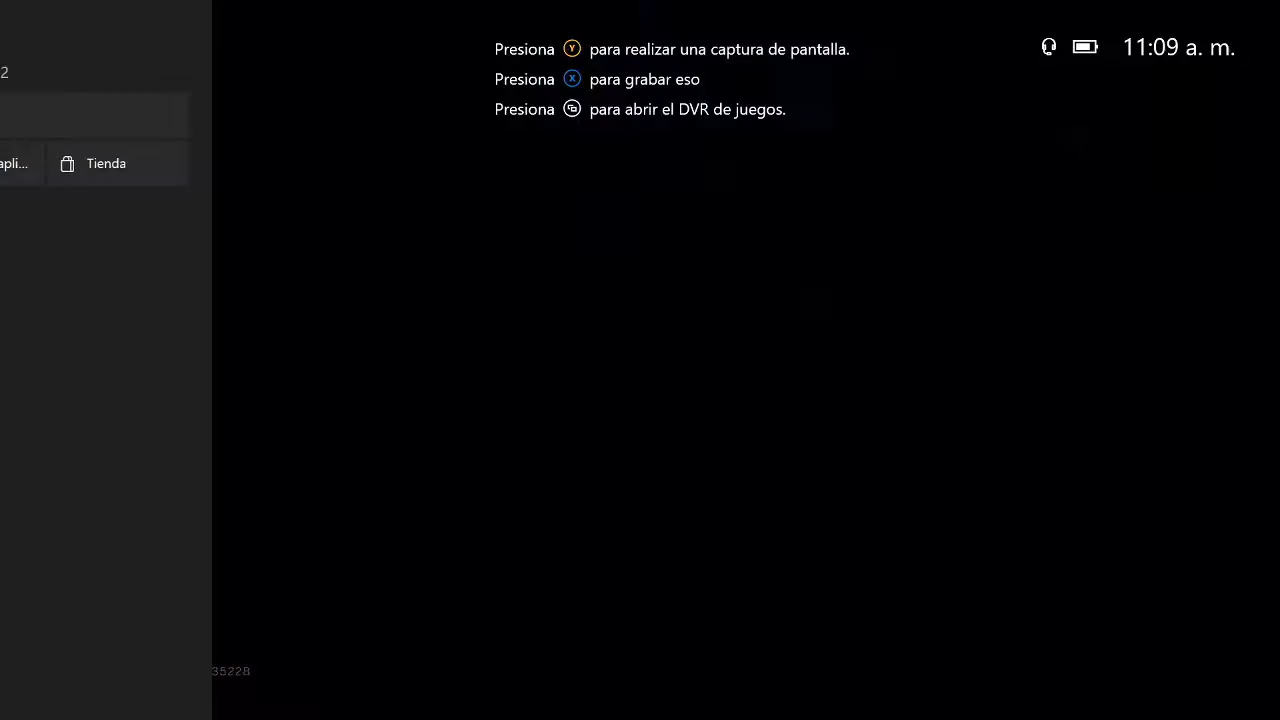 Presiona Y para realizar una captura de pantalla.
Presiona X para grabar eso
Presiona para abrir el DVR de juegos.
11:09 a. m.
2
apli...
Tienda
35228